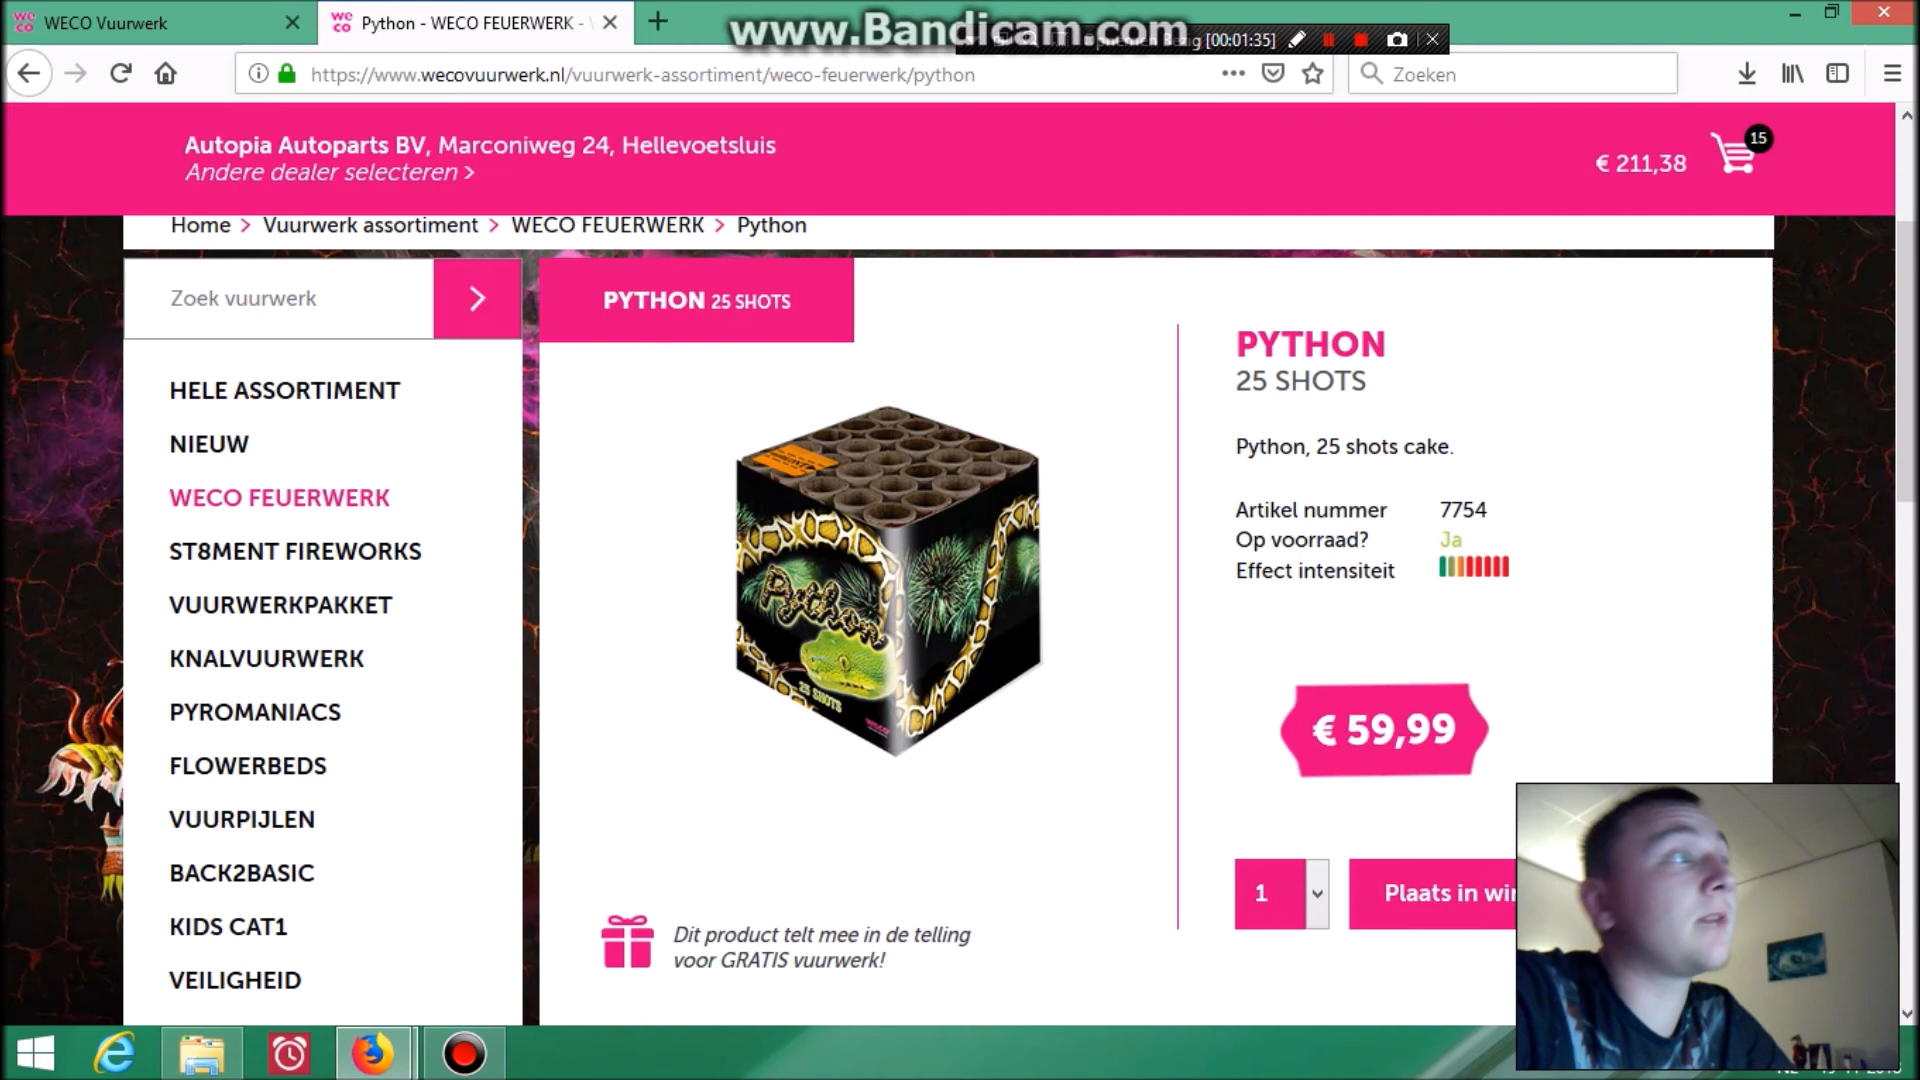 WECO Vuurwerk
Python - WECO FEUERWERK -
www.Bandicam.com
[00:01:35]
https://www.wecovuurwerk.nl/vuurwerk-assortiment/weco-feuerwerk/python
Zoeken
Autopia Autoparts BV, Marconiweg 24, Hellevoetsluis
Andere dealer selecteren >
€ 211,38
15
Home > Vuurwerk assortiment > WECO FEUERWERK > Python
Zoek vuurwerk
HELE ASSORTIMENT
NIEUW
WECO FEUERWERK
ST8MENT FIREWORKS
VUURWERKPAKKET
KNALVUURWERK
PYROMANIACS
FLOWERBEDS
VUURPIJLEN
BACK2BASIC
KIDS CAT1
VEILIGHEID
PYTHON 25 SHOTS
Python
25 SHOTS
weco
Dit product telt mee in de telling
voor GRATIS vuurwerk!
PYTHON
25 SHOTS
Python, 25 shots cake.
Artikel nummer 7754
Op voorraad? Ja
Effect intensiteit
€ 59,99
1
Plaats in wi